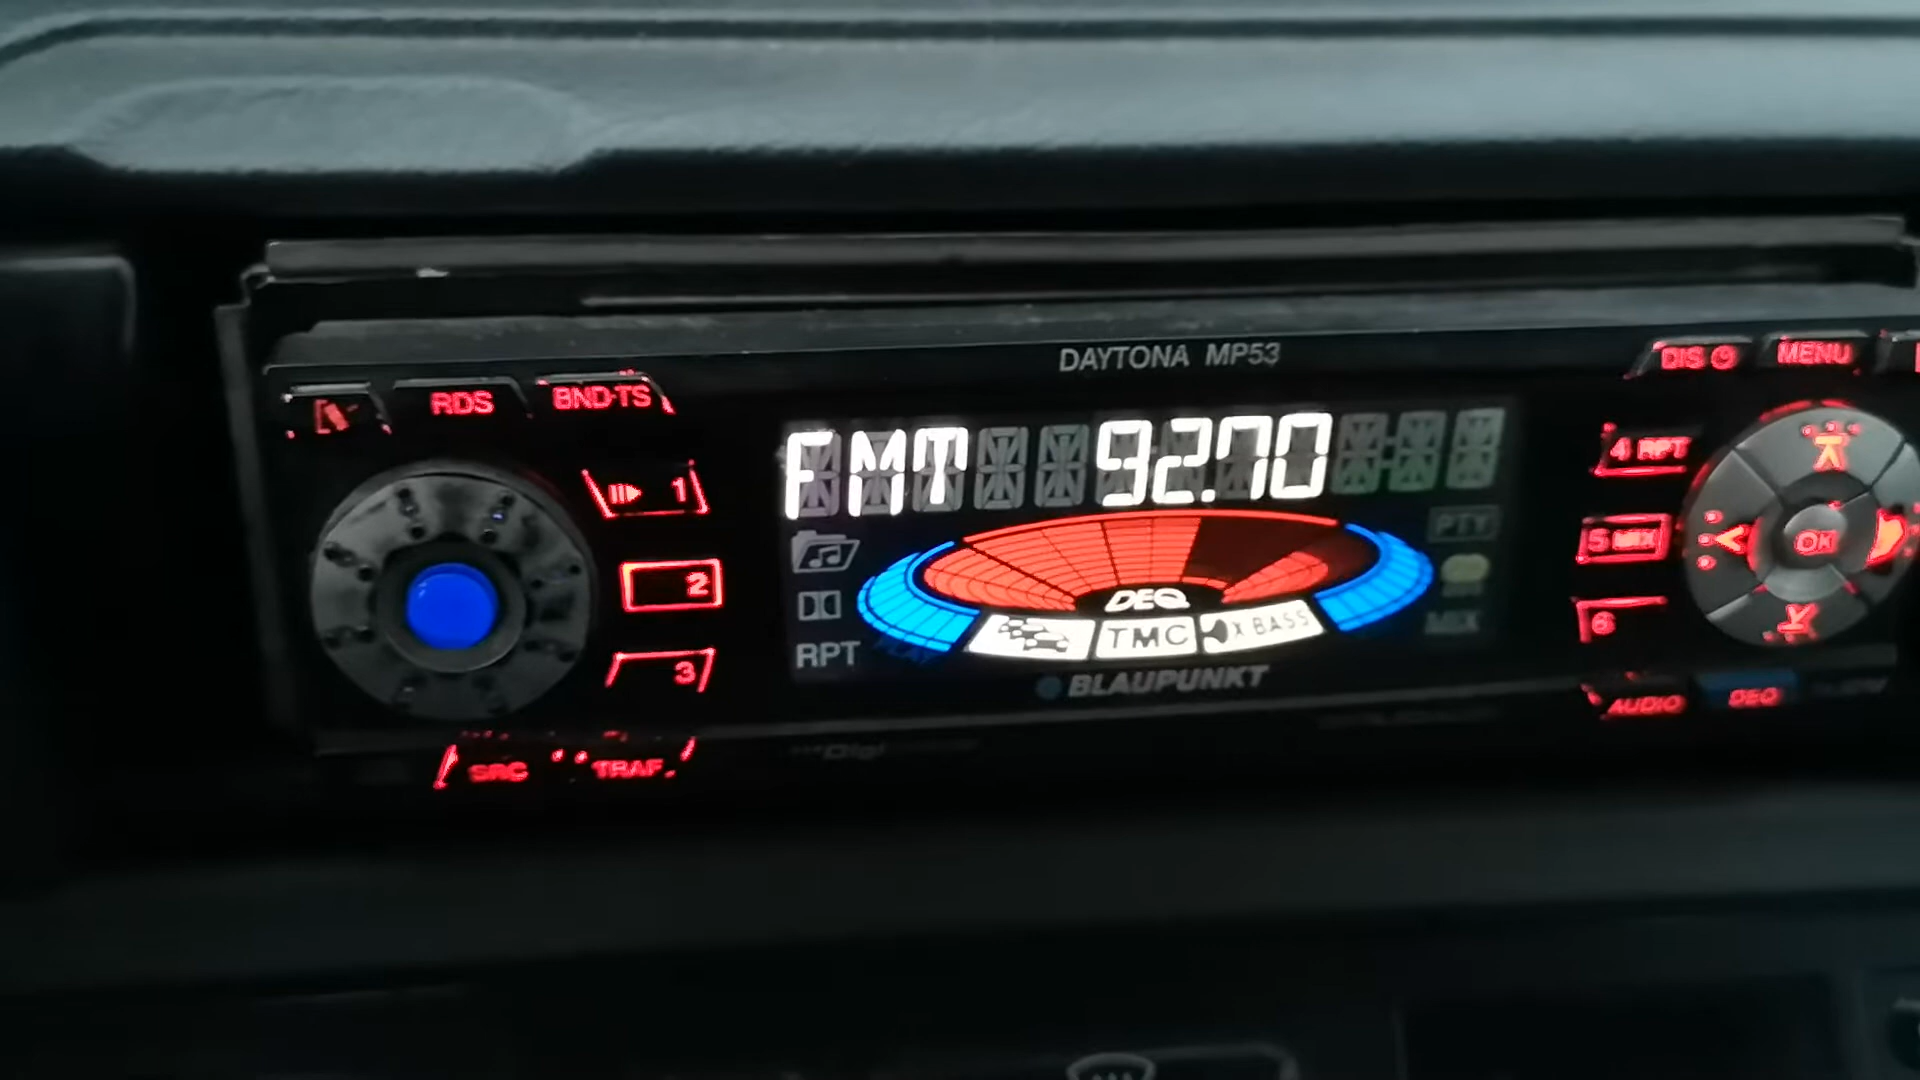 DAYTONA MP53
DIS MENU
RDS BND·TS
FMT 92.70
1
4 RPT
PTY
2
5 MIX
OK
DEQ
TMC
X BASS
MIX
RPT
3
6
BLAUPUNKT
AUDIO DEQ
SRC TRAF